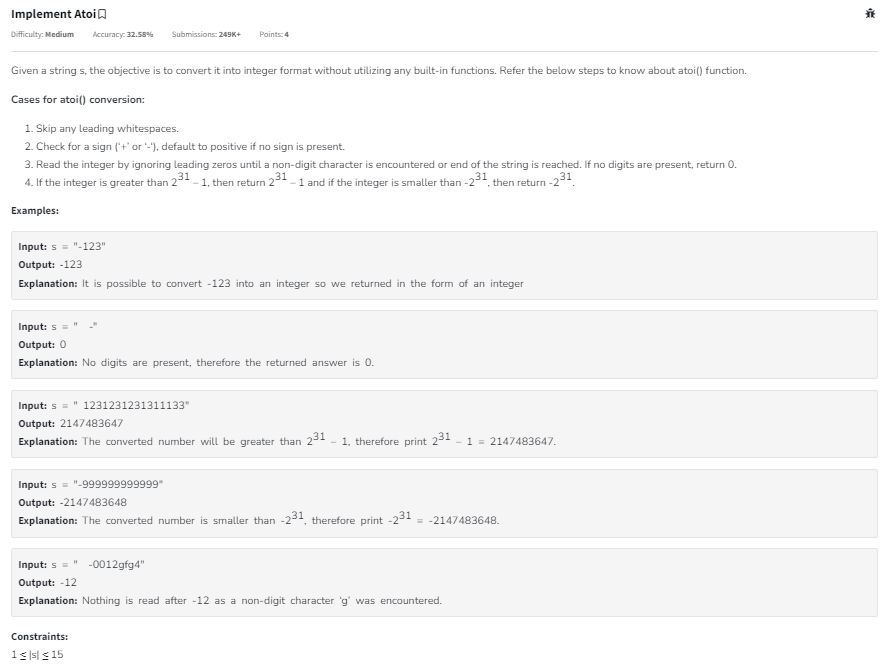 Implement Atoi
Difficulty: Medium Accuracy: 32.58% Submissions: 249K+ Points: 4
Given a string s, the objective is to convert it into integer format without utilizing any built-in functions. Refer the below steps to know about atoi() function.
Cases for atoi() conversion:
1. Skip any leading whitespaces.
2. Check for a sign ('+' or '-'), default to positive if no sign is present.
3. Read the integer by ignoring leading zeros until a non-digit character is encountered or end of the string is reached. If no digits are present, return 0.
4. If the integer is greater than 2^31 – 1, then return 2^31 – 1 and if the integer is smaller than -2^31, then return -2^31.
Examples:
Input: s = "-123"
Output: -123
Explanation: It is possible to convert -123 into an integer so we returned in the form of an integer
Input: s = "  -"
Output: 0
Explanation: No digits are present, therefore the returned answer is 0.
Input: s = " 1231231231311133"
Output: 2147483647
Explanation: The converted number will be greater than 2^31 – 1, therefore print 2^31 – 1 = 2147483647.
Input: s = "-999999999999"
Output: -2147483648
Explanation: The converted number is smaller than -2^31, therefore print -2^31 = -2147483648.
Input: s = "  -0012gfg4"
Output: -12
Explanation: Nothing is read after -12 as a non-digit character 'g' was encountered.
Constraints:
1 ≤ |s| ≤ 15